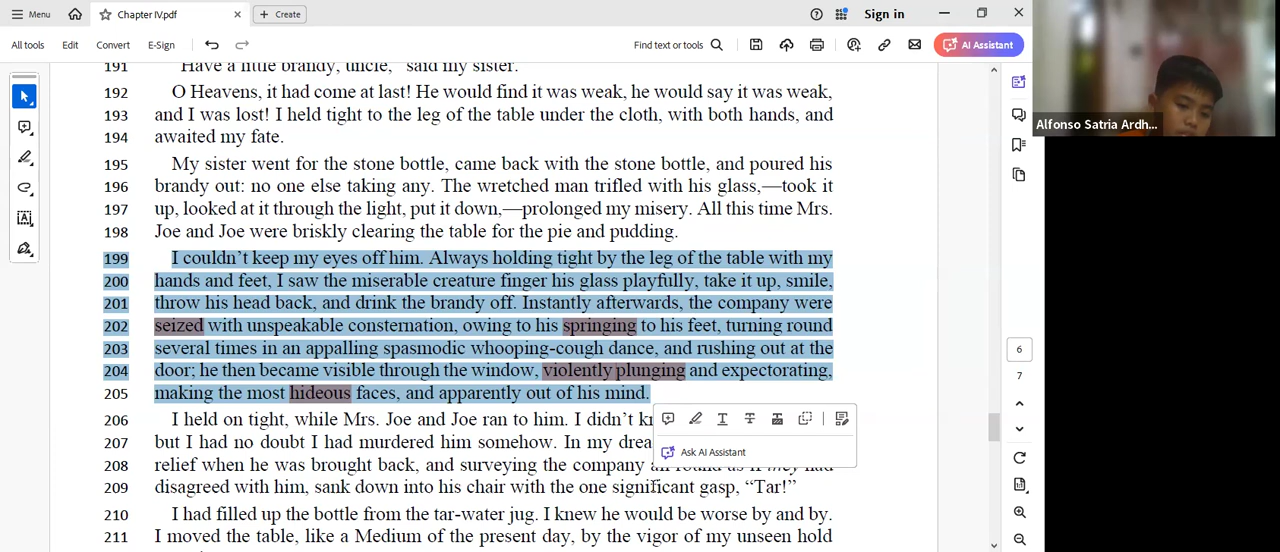 Menu
Chapter IV.pdf
Create
Sign in
All tools
Edit
Convert
E-Sign
Find text or tools
AI Assistant
Alfonso Satria Ardh...
191 "Have a little brandy, uncle," said my sister.
192 O Heavens, it had come at last! He would find it was weak, he would say it was weak,
193 and I was lost! I held tight to the leg of the table under the cloth, with both hands, and
194 awaited my fate.
195 My sister went for the stone bottle, came back with the stone bottle, and poured his
196 brandy out: no one else taking any. The wretched man trifled with his glass,—took it
197 up, looked at it through the light, put it down,—prolonged my misery. All this time Mrs.
198 Joe and Joe were briskly clearing the table for the pie and pudding.
199 I couldn't keep my eyes off him. Always holding tight by the leg of the table with my
200 hands and feet, I saw the miserable creature finger his glass playfully, take it up, smile,
201 throw his head back, and drink the brandy off. Instantly afterwards, the company were
202 seized with unspeakable consternation, owing to his springing to his feet, turning round
203 several times in an appalling spasmodic whooping-cough dance, and rushing out at the
204 door; he then became visible through the window, violently plunging and expectorating,
205 making the most hideous faces, and apparently out of his mind.
206 I held on tight, while Mrs. Joe and Joe ran to him. I didn't
207 but I had no doubt I had murdered him somehow. In my
208 relief when he was brought back, and surveying the company all round as if they had
209 disagreed with him, sank down into his chair with the one significant gasp, "Tar!"
210 I had filled up the bottle from the tar-water jug. I knew he would be worse by and by.
211 I moved the table, like a Medium of the present day, by the vigor of my unseen hold
Ask AI Assistant
6
7